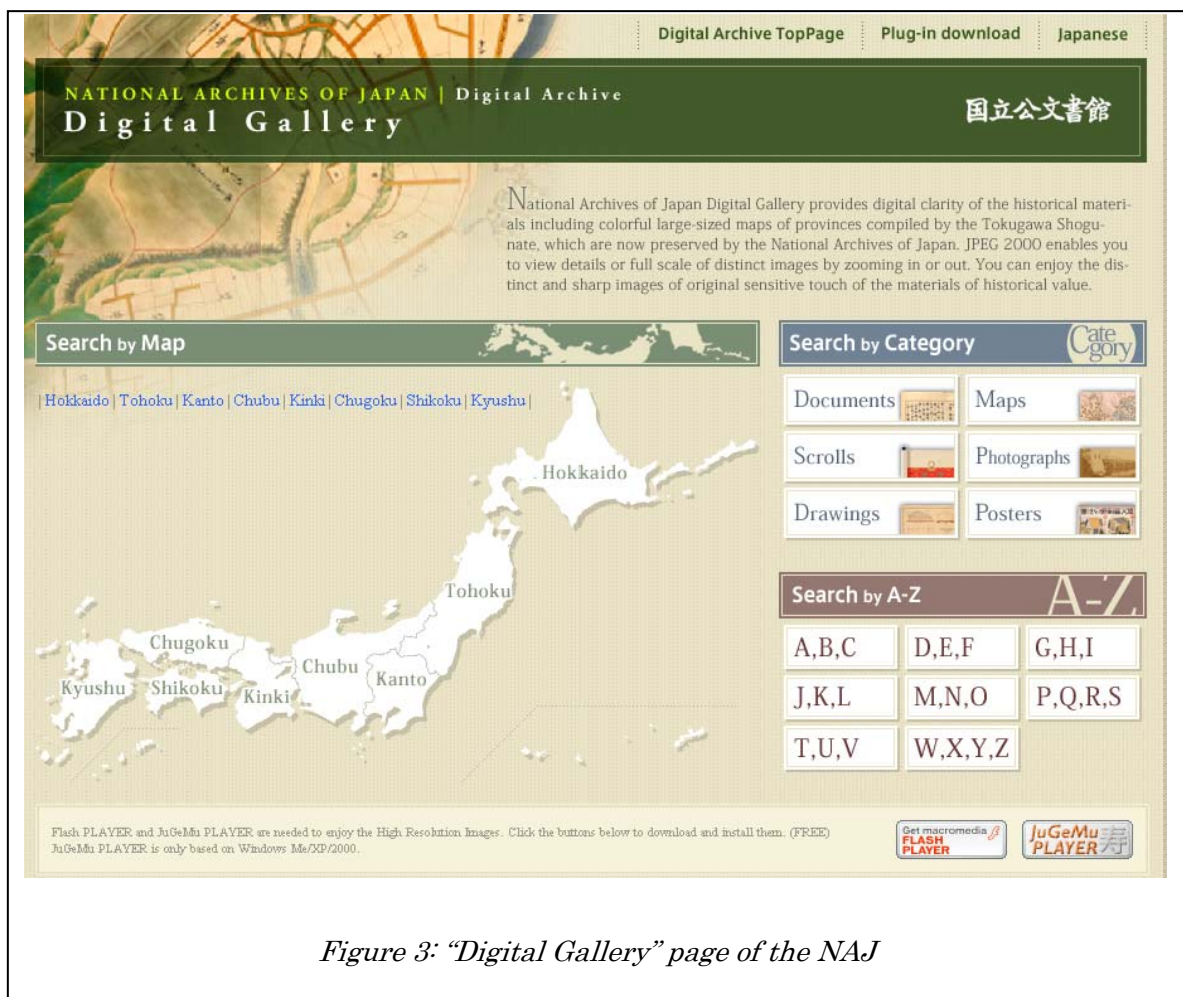 Digital Archive TopPage Plug-in download Japanese
NATIONAL ARCHIVES OF JAPAN | Digital Archive
Digital Gallery
国立公文書館
National Archives of Japan Digital Gallery provides digital clarity of the historical materi-
als including colorful large-sized maps of provinces compiled by the Tokugawa Shogu-
nate, which are now preserved by the National Archives of Japan. JPEG 2000 enables you
to view details or full scale of distinct images by zooming in or out. You can enjoy the dis-
tinct and sharp images of original sensitive touch of the materials of historical value.
Search by Map
|Hokkaido|Tohoku|Kanto|Chubu|Kinki|Chugoku|Shikoku|Kyushu|
Hokkaido
Tohoku
Chugoku
Chubu
Kanto
Kyushu
Shikoku
Kinki
Search by Category
Category
Documents
Maps
Scrolls
Photographs
Drawings
Posters
Search by A-Z
A-Z
A,B,C
D,E,F
G,H,I
J,K,L
M,N,O
P,Q,R,S
T,U,V
W,X,Y,Z
Flash PLAYER and JuGeMu PLAYER are needed to enjoy the High Resolution Images. Click the buttons below to download and install them. (FREE)
JuGeMu PLAYER is only based on Windows Me/XP/2000.
Get macromedia
FLASH
PLAYER
JuGeMu
PLAYER 寿
Figure 3: “Digital Gallery” page of the NAJ